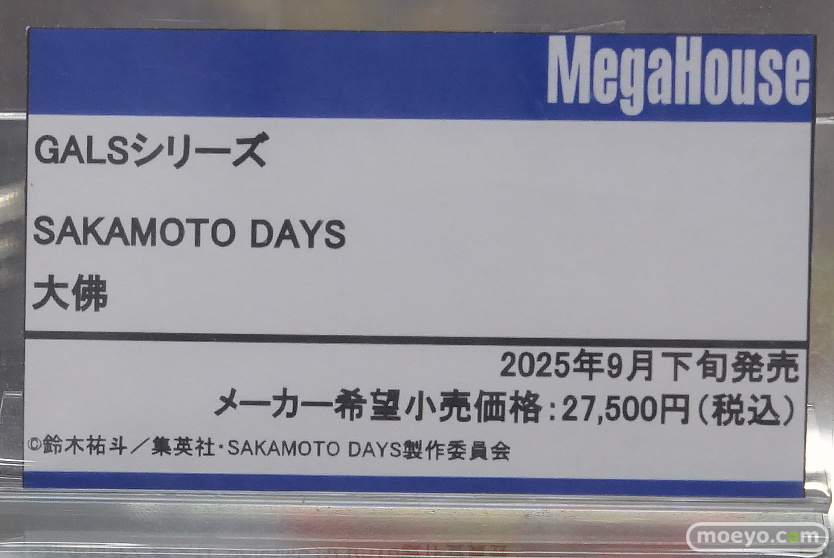 MegaHouse
GALSシリーズ
SAKAMOTO DAYS
大佛
2025年9月下旬発売
メーカー希望小売価格：27,500円（税込）
©鈴木祐斗／集英社・SAKAMOTO DAYS製作委員会
moeyo.com